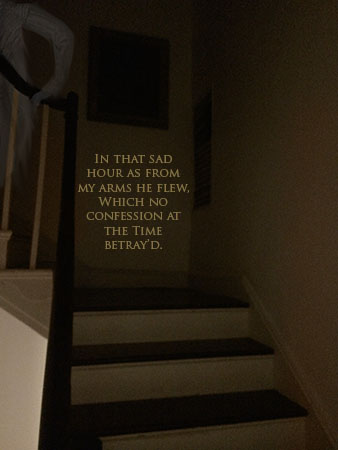 In that sad
hour as from
my arms he flew,
Which no
confession at
the Time
betray'd.